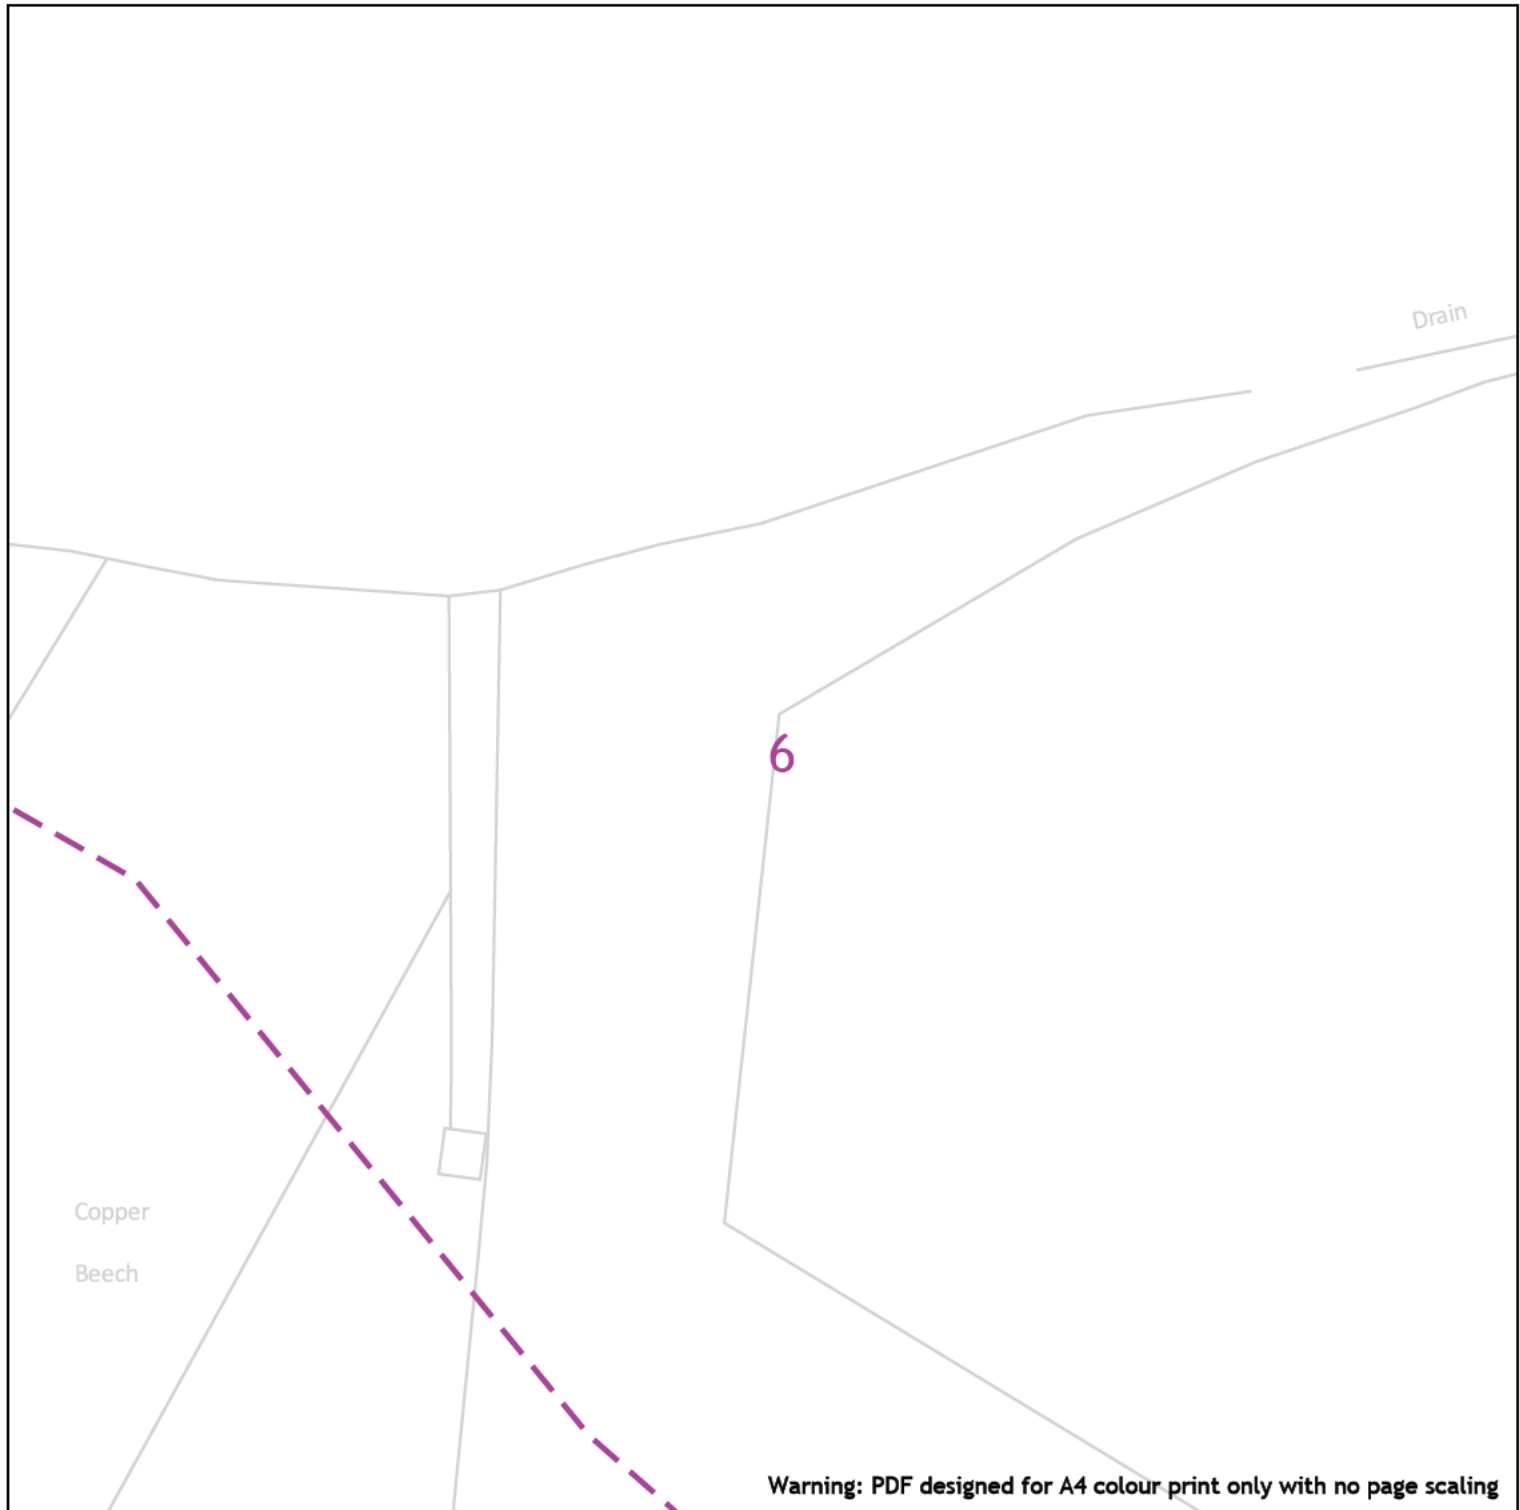 Drain
6
Copper
Beech
Warning: PDF designed for A4 colour print only with no page scaling